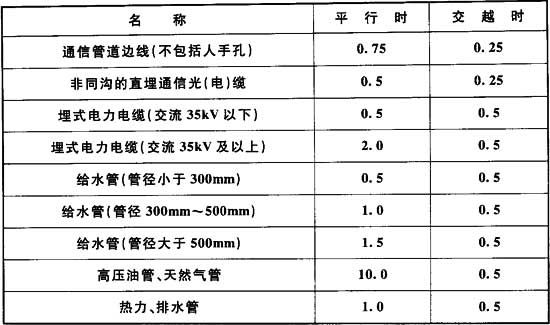 名 称 平 行 时 交 越 时
通信管道边线(不包括人手孔) 0.75 0.25
非同沟的直埋通信光(电)缆 0.5 0.25
埋式电力电缆(交流 35kV 以下) 0.5 0.5
埋式电力电缆(交流 35kV 及以上) 2.0 0.5
给水管(管径小于 300mm) 0.5 0.5
给水管(管径 300mm～500mm) 1.0 0.5
给水管(管径大于 500mm) 1.5 0.5
高压油管、天然气管 10.0 0.5
热力、排水管 1.0 0.5